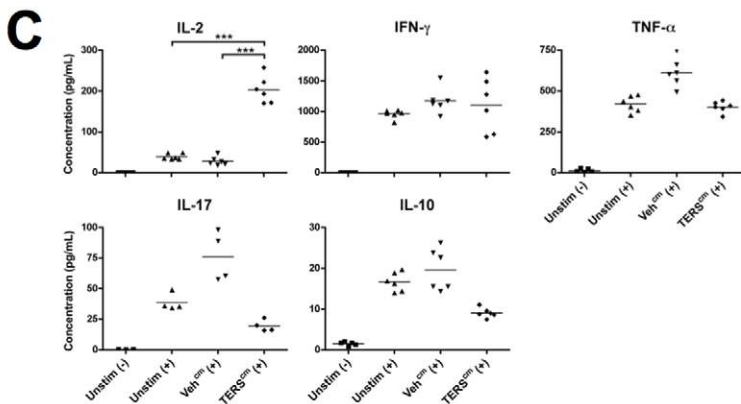 C
IL-2
IFN-γ
TNF-α
Concentration (pg/mL)
300
200
100
0
***
***
2000
1500
1000
500
0
750
500
250
0
Unstim (-)
Unstim (+)
Veh^cm (+)
TERS^cm (+)
IL-17
IL-10
Concentration (pg/mL)
100
75
50
25
0
30
20
10
0
Unstim (-)
Unstim (+)
Veh^cm (+)
TERS^cm (+)
Unstim (-)
Unstim (+)
Veh^cm (+)
TERS^cm (+)